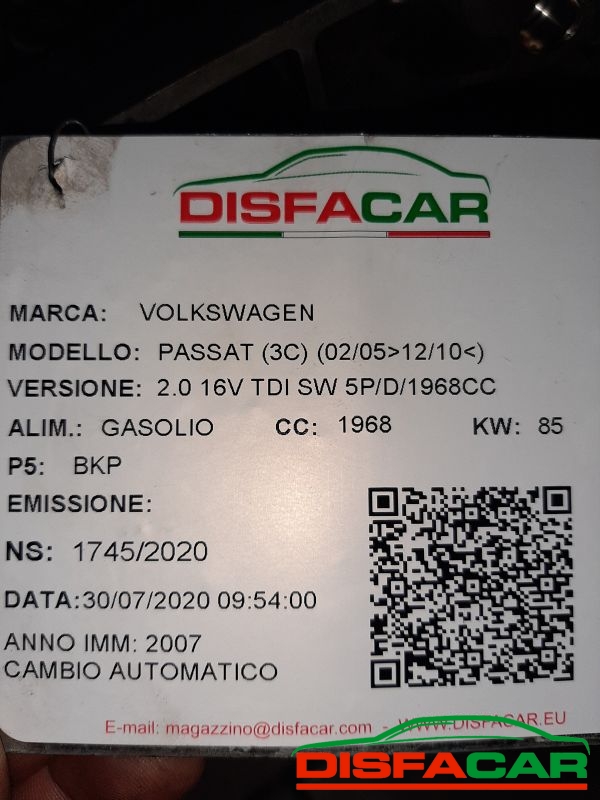 DISFACAR
MARCA: VOLKSWAGEN
MODELLO: PASSAT (3C) (02/05>12/10<)
VERSIONE: 2.0 16V TDI SW 5P/D/1968CC
ALIM.: GASOLIO CC: 1968 KW: 85
P5: BKP
EMISSIONE:
NS: 1745/2020
DATA:30/07/2020 09:54:00
ANNO IMM: 2007
CAMBIO AUTOMATICO
E-mail: magazzino@disfacar.com - WWW.DISFACAR.EU
DISFACAR